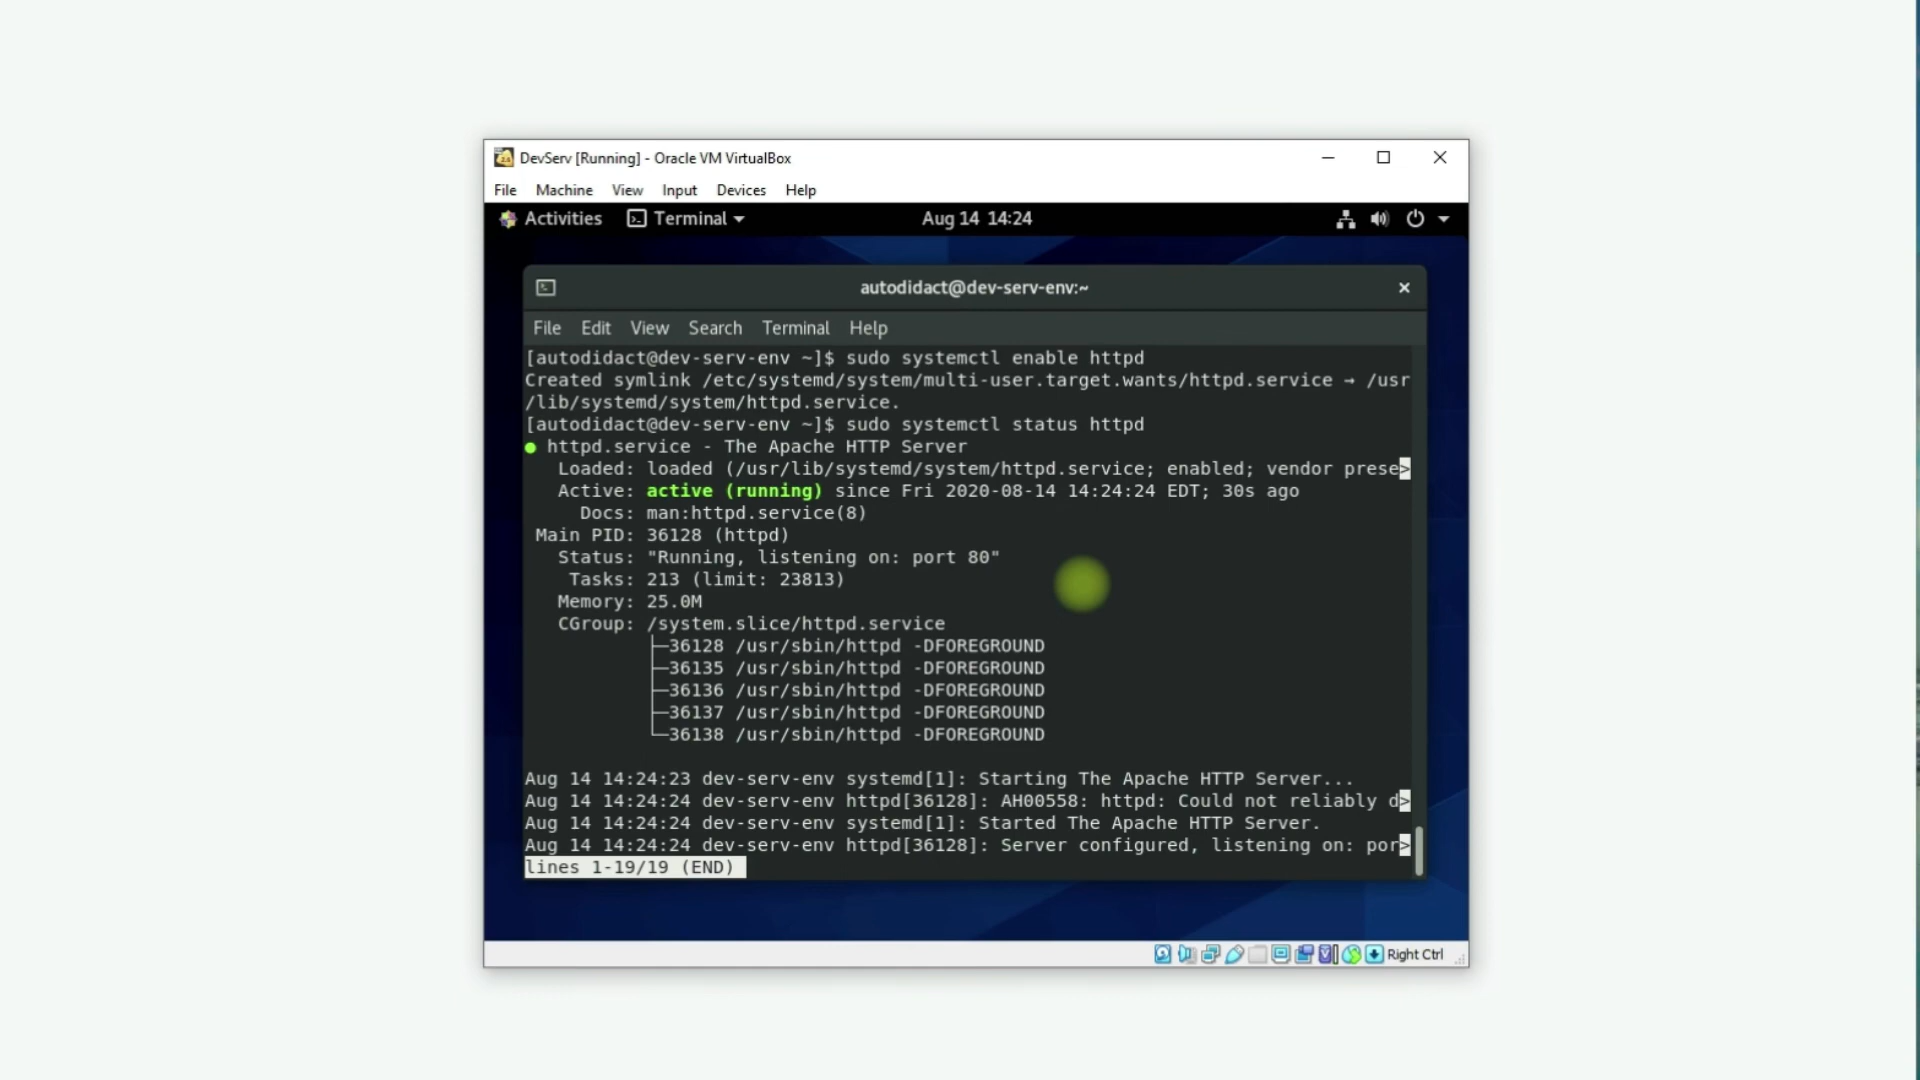 DevServ [Running] - Oracle VM VirtualBox
File Machine View Input Devices Help
Activities Terminal Aug 14 14:24
autodidact@dev-serv-env:~
File Edit View Search Terminal Help
[autodidact@dev-serv-env ~]$ sudo systemctl enable httpd
Created symlink /etc/systemd/system/multi-user.target.wants/httpd.service → /usr
/lib/systemd/system/httpd.service.
[autodidact@dev-serv-env ~]$ sudo systemctl status httpd
● httpd.service - The Apache HTTP Server
Loaded: loaded (/usr/lib/systemd/system/httpd.service; enabled; vendor prese>
Active: active (running) since Fri 2020-08-14 14:24:24 EDT; 30s ago
Docs: man:httpd.service(8)
Main PID: 36128 (httpd)
Status: "Running, listening on: port 80"
Tasks: 213 (limit: 23813)
Memory: 25.0M
CGroup: /system.slice/httpd.service
├─36128 /usr/sbin/httpd -DFOREGROUND
├─36135 /usr/sbin/httpd -DFOREGROUND
├─36136 /usr/sbin/httpd -DFOREGROUND
├─36137 /usr/sbin/httpd -DFOREGROUND
└─36138 /usr/sbin/httpd -DFOREGROUND
Aug 14 14:24:23 dev-serv-env systemd[1]: Starting The Apache HTTP Server...
Aug 14 14:24:24 dev-serv-env httpd[36128]: AH00558: httpd: Could not reliably d>
Aug 14 14:24:24 dev-serv-env systemd[1]: Started The Apache HTTP Server.
Aug 14 14:24:24 dev-serv-env httpd[36128]: Server configured, listening on: por>
lines 1-19/19 (END)
Right Ctrl